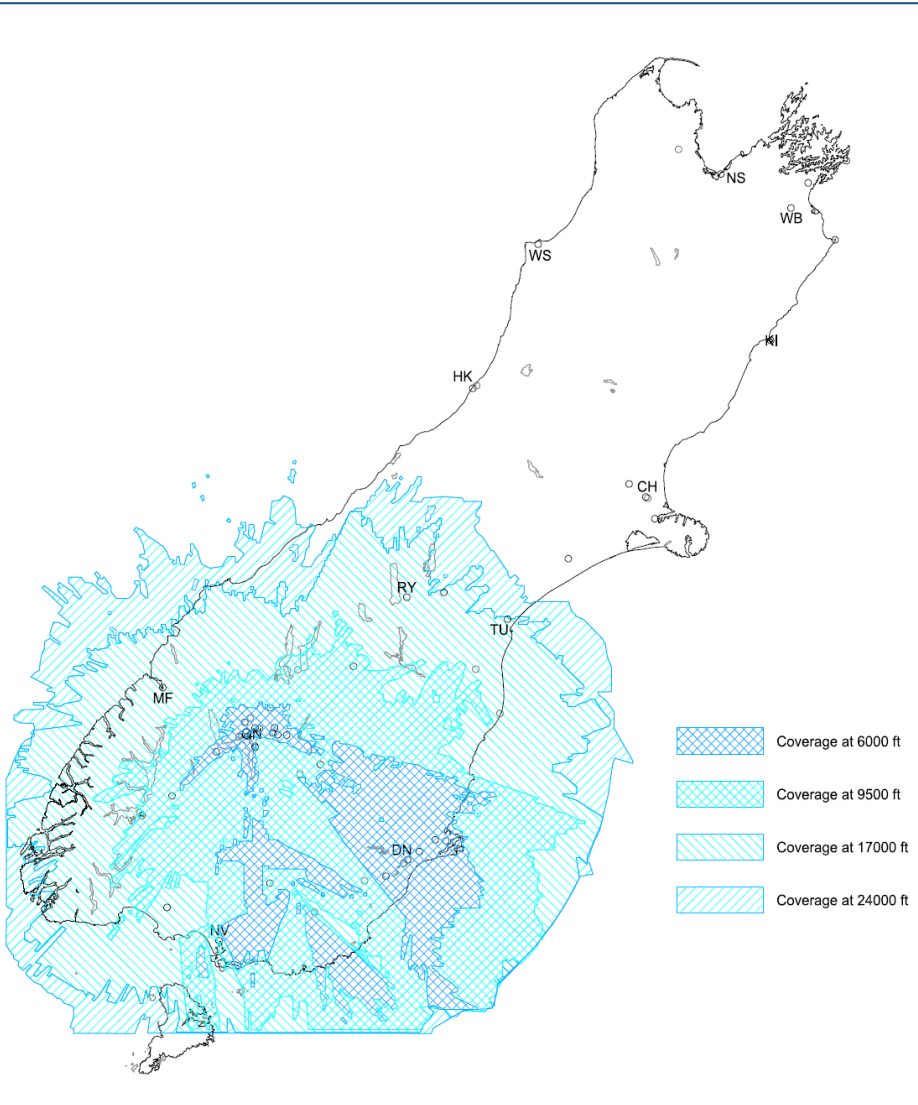 NS
WB
WS
KI
HK
CH
RY
TU
MF
QN
Coverage at 6000 ft
Coverage at 9500 ft
DN
Coverage at 17000 ft
Coverage at 24000 ft
NV